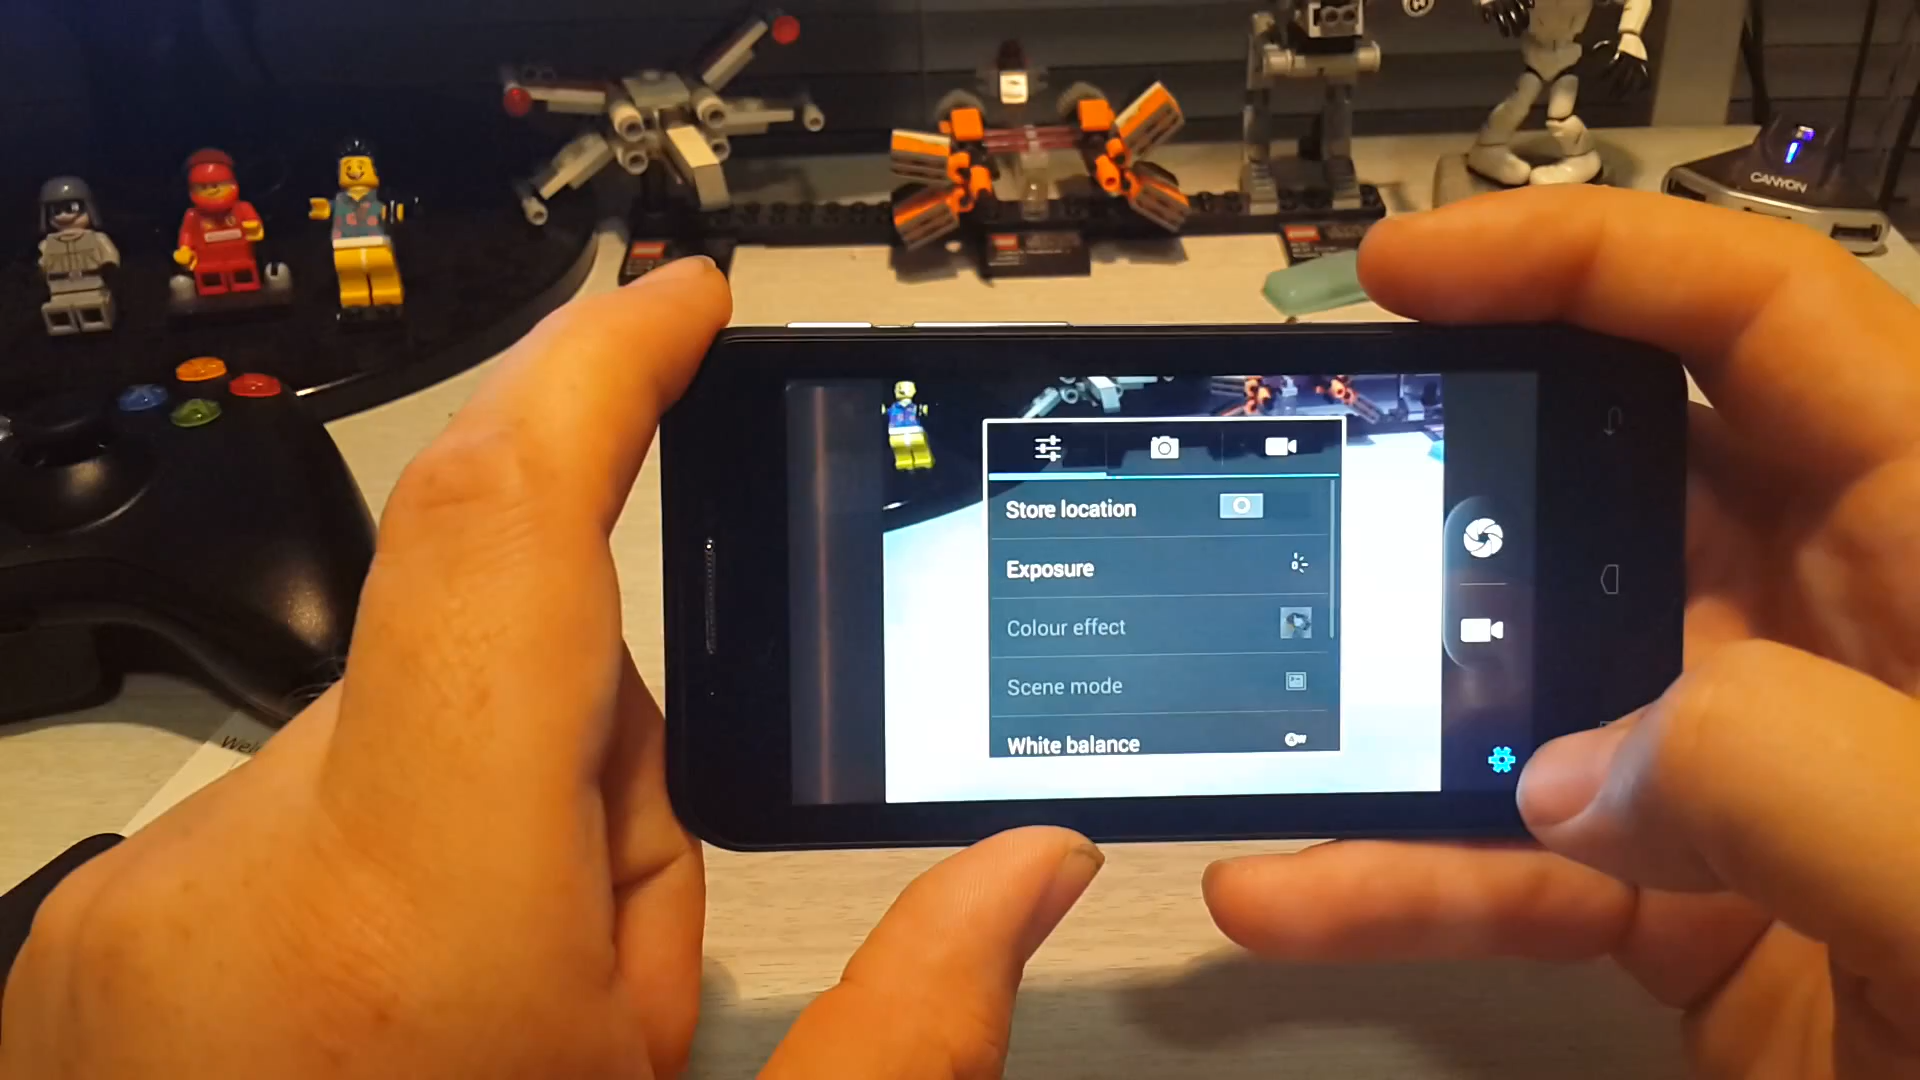 CANYON
Store location
Exposure
Colour effect
Scene mode
White balance